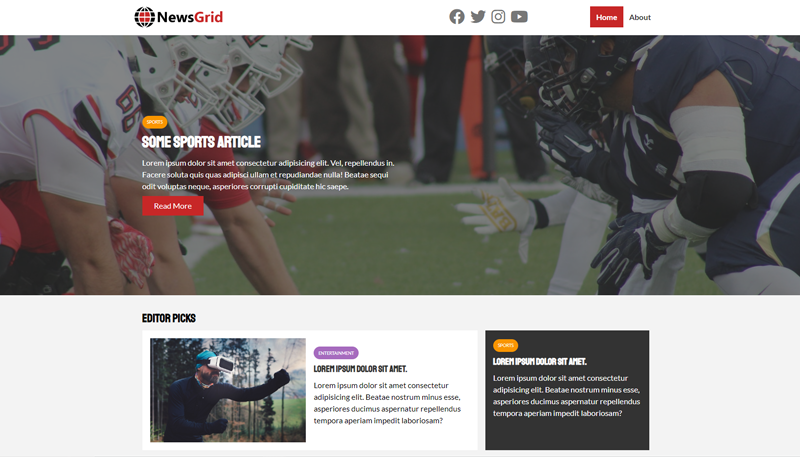 NewsGrid
Home About
SPORTS
SOME SPORTS ARTICLE
Lorem ipsum dolor sit amet consectetur adipisicing elit. Vel, repellendus in.
Facere soluta quis quas adipisci ullam et repudiandae nulla! Beatae sequi
odit voluptas neque, asperiores corrupti cupiditate hic saepe.
Read More
EDITOR PICKS
ENTERTAINMENT
LOREM IPSUM DOLOR SIT AMET.
Lorem ipsum dolor sit amet consectetur
adipisicing elit. Beatae nostrum minus esse,
asperiores ducimus aspernatur repellendus
tempora aperiam impedit laboriosam?
SPORTS
LOREM IPSUM DOLOR SIT AMET.
Lorem ipsum dolor sit amet consectetur
adipisicing elit. Beatae nostrum minus esse,
asperiores ducimus aspernatur repellendus
tempora aperiam impedit laboriosam?